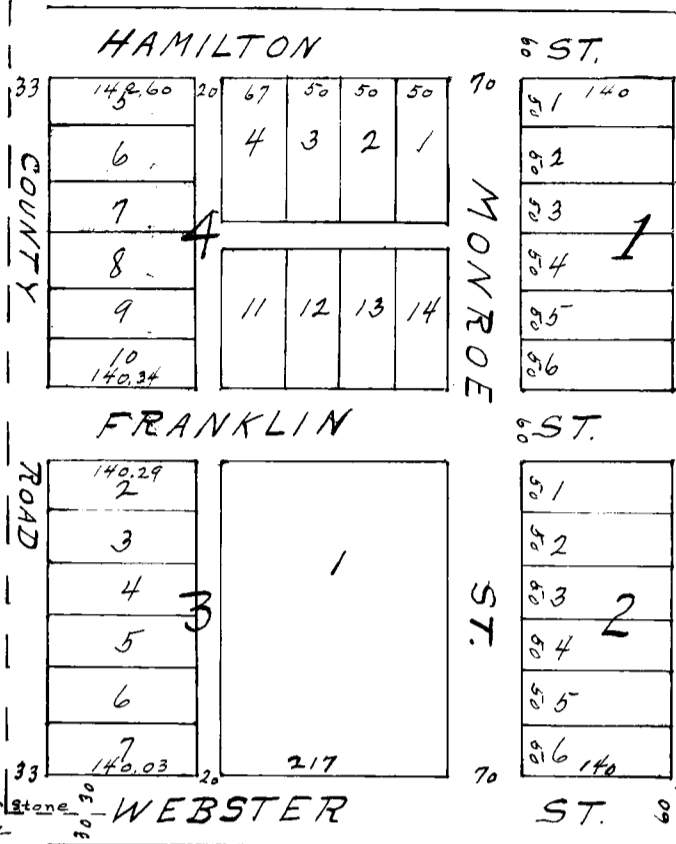 HAMILTON 60 ST.
33 140.60 20 67 50 50 50 70 50 1 140
5
4 3 2 1
6 50 2
7 50 3
4 1
8 50 4
9 11 12 13 14 50 5
10 50 6
140.34
COUNTY ROAD
MONROE ST.
FRANKLIN 60 ST.
140.29
2 50 1
3 50 2
1
4 50 3
3 2
5 50 4
6 50 5
7 50 6 140
33 140.03 20 217 70
Stone 30 30 WEBSTER ST. 60